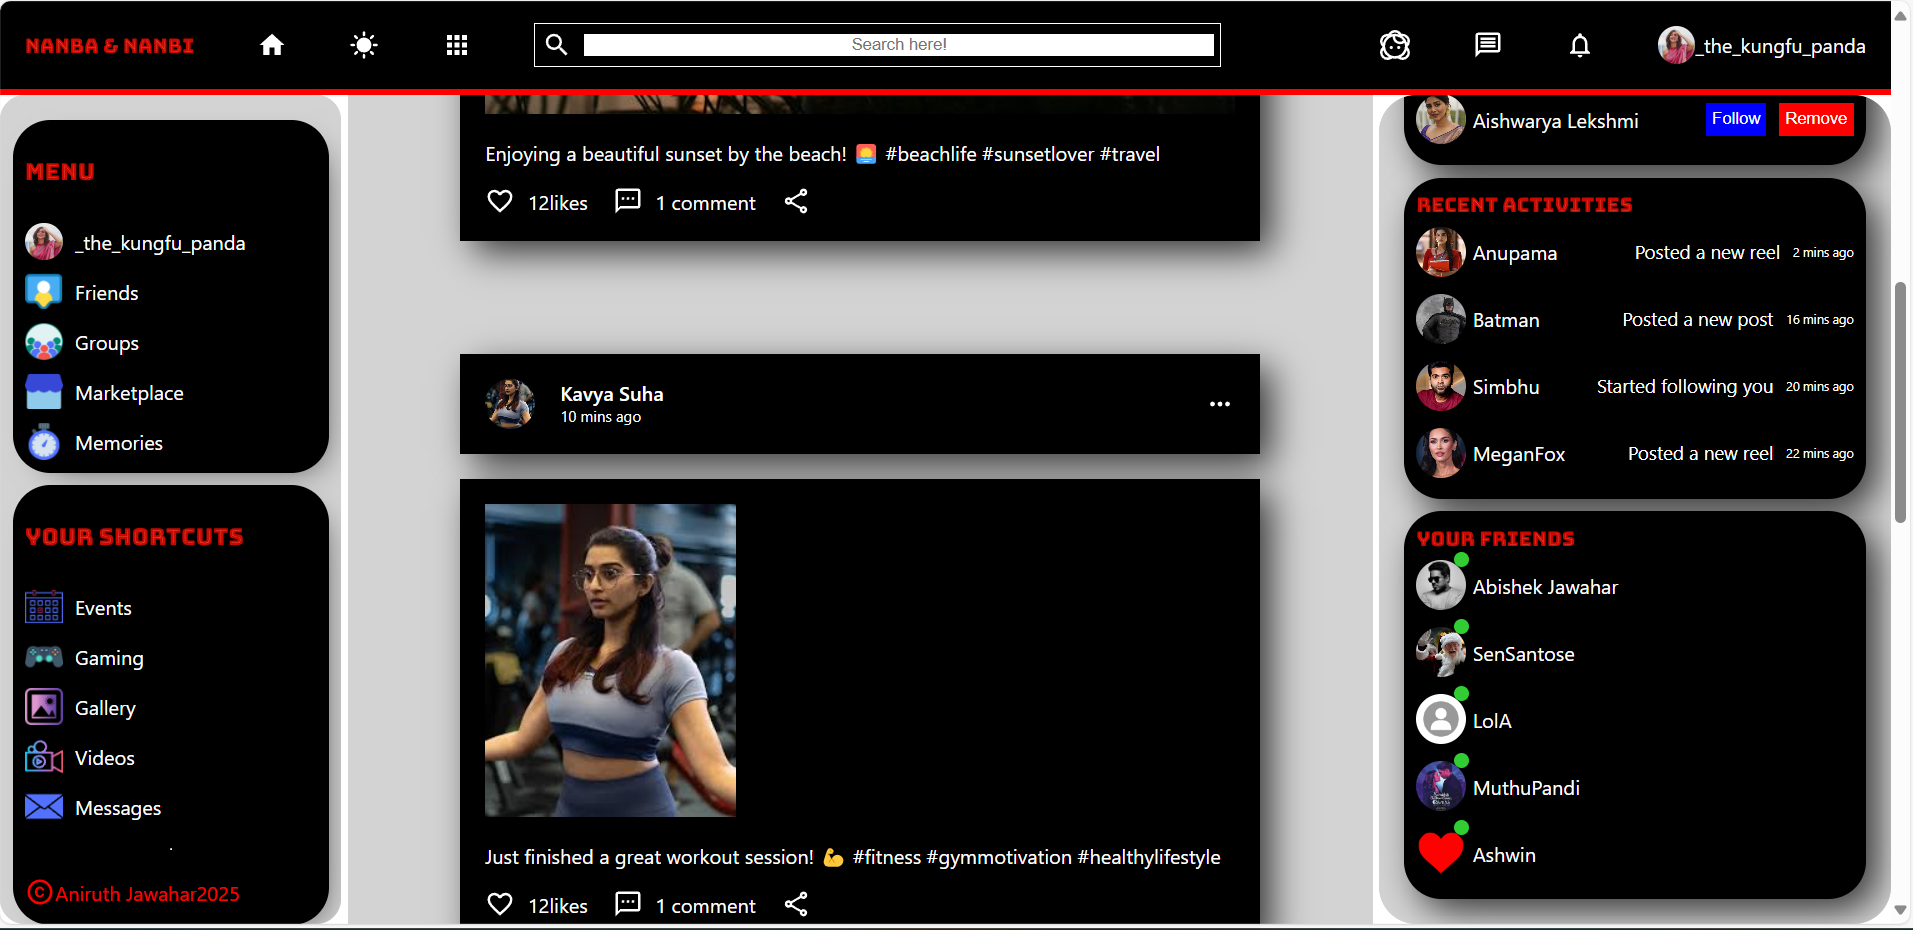 NANBA & NANBI
Search here!
_the_kungfu_panda
MENU
_the_kungfu_panda
Friends
Groups
Marketplace
Memories
YOUR SHORTCUTS
Events
Gaming
Gallery
Videos
Messages
.
©Aniruth Jawahar2025
Enjoying a beautiful sunset by the beach! 🌅 #beachlife #sunsetlover #travel
12likes 1 comment
Kavya Suha
10 mins ago
Just finished a great workout session! 💪 #fitness #gymmotivation #healthylifestyle
12likes 1 comment
Aishwarya Lekshmi Follow Remove
RECENT ACTIVITIES
Anupama Posted a new reel 2 mins ago
Batman Posted a new post 16 mins ago
Simbhu Started following you 20 mins ago
MeganFox Posted a new reel 22 mins ago
YOUR FRIENDS
Abishek Jawahar
SenSantose
LolA
MuthuPandi
Ashwin